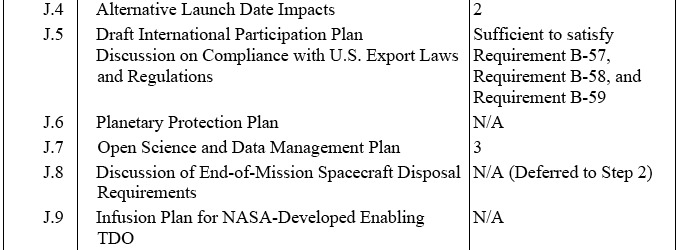 J.4 Alternative Launch Date Impacts 2
J.5 Draft International Participation Plan Sufficient to satisfy
Discussion on Compliance with U.S. Export Laws Requirement B-57,
and Regulations Requirement B-58, and
Requirement B-59
J.6 Planetary Protection Plan N/A
J.7 Open Science and Data Management Plan 3
J.8 Discussion of End-of-Mission Spacecraft Disposal N/A (Deferred to Step 2)
Requirements
J.9 Infusion Plan for NASA-Developed Enabling N/A
TDO